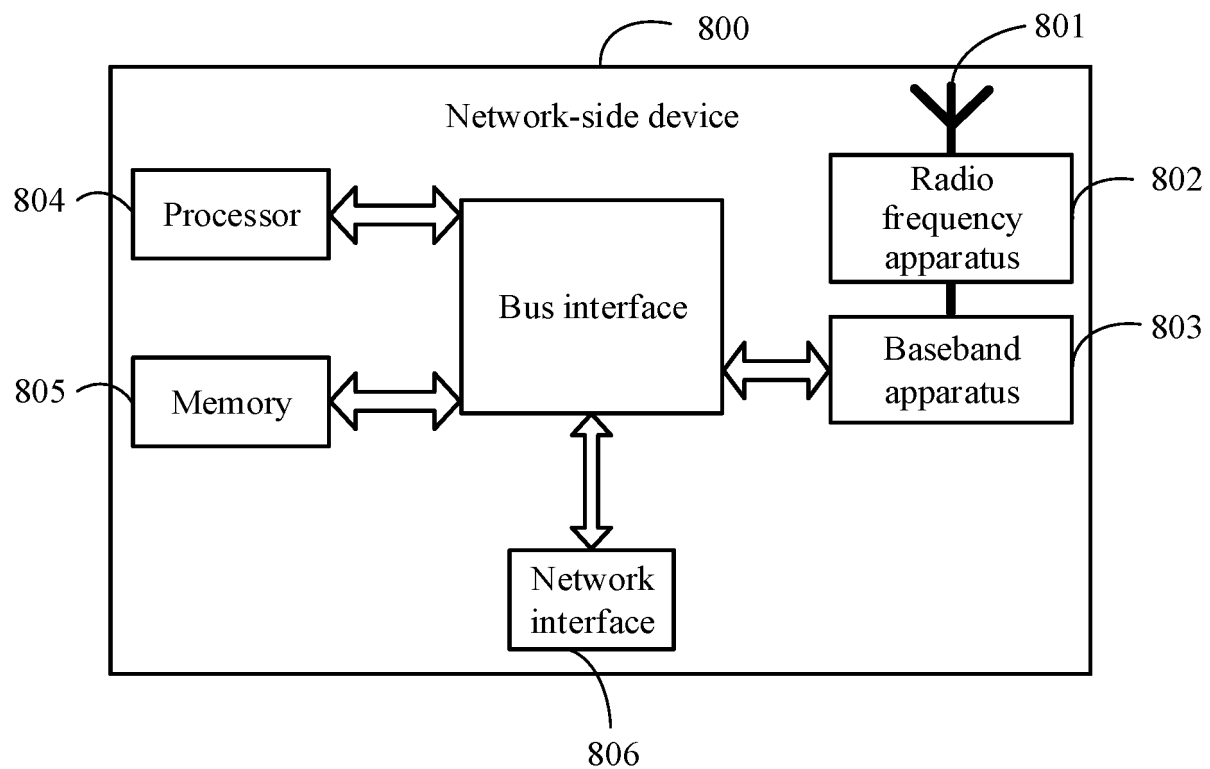 800
801
Network-side device
804
Processor
Radio
frequency
apparatus
802
Bus interface
803
Baseband
apparatus
805
Memory
Network
interface
806